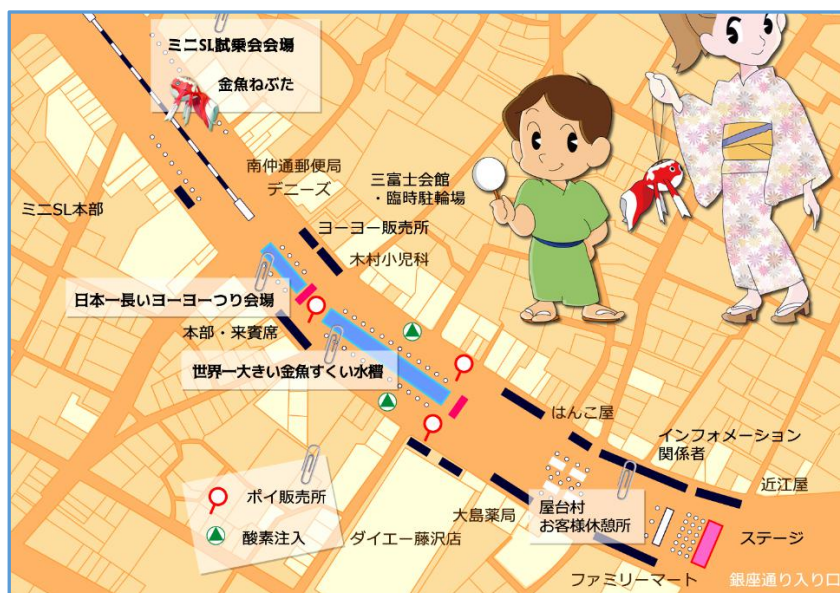 ミニSL試乗会会場
金魚ねぶた
南仲通郵便局
デニーズ
三富士会館
・臨時駐輪場
ミニSL本部
ヨーヨー販売所
木村小児科
日本一長いヨーヨーつり会場
本部・来賓席
世界一大きい金魚すくい水槽
はんこ屋
インフォメーション
関係者
近江屋
ポイ販売所
酸素注入
大島薬局
屋台村
お客様休憩所
ダイエー藤沢店
ステージ
ファミリーマート
銀座通り入り口